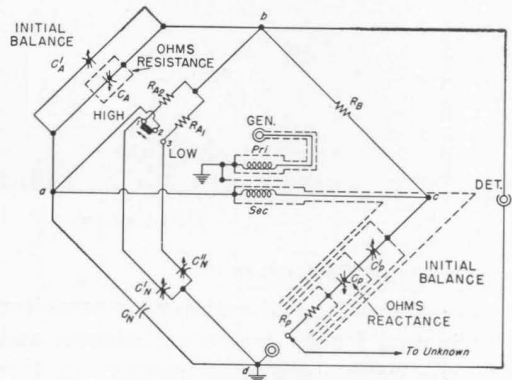 b
INITIAL
BALANCE
C'A
OHMS
RESISTANCE
CA
HIGH
RA2
2
RA1
3
LOW
RB
GEN.
Pri
Sec
a
c
DET.
C''N
C'N
CN
C'P
CP
RP
INITIAL
BALANCE
OHMS
REACTANCE
To Unknown
d